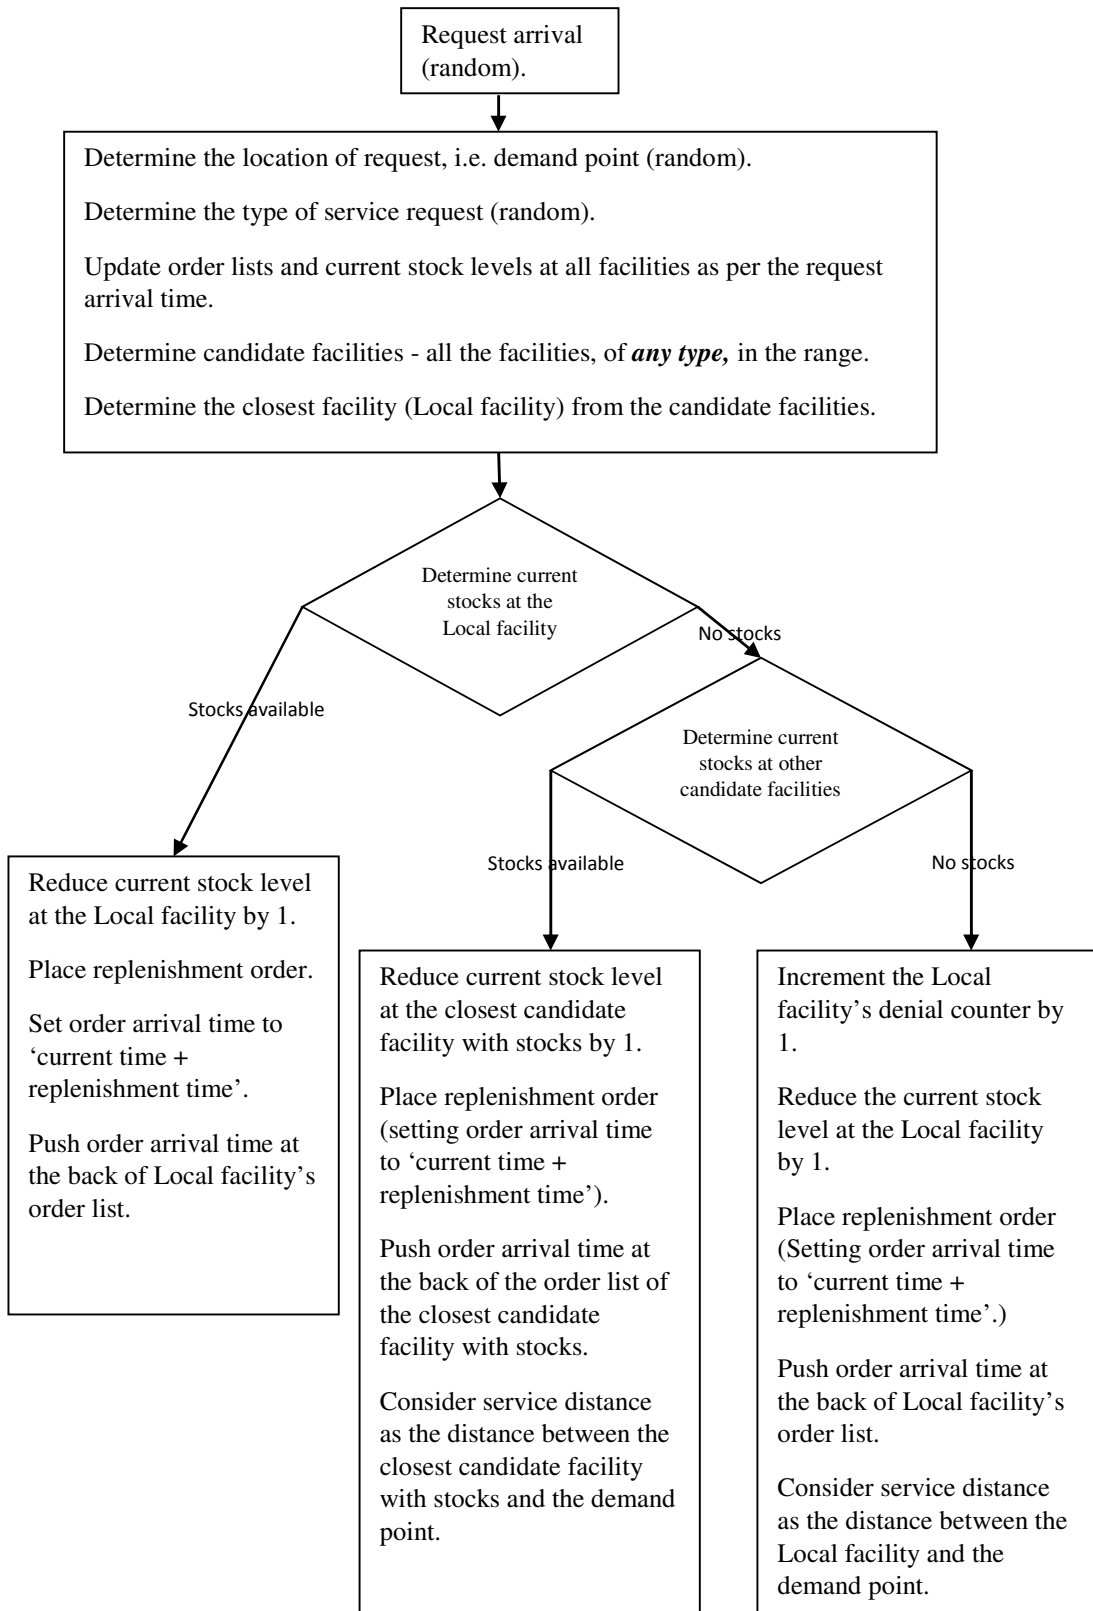 Request arrival
(random).
Determine the location of request, i.e. demand point (random).
Determine the type of service request (random).
Update order lists and current stock levels at all facilities as per the request
arrival time.
Determine candidate facilities - all the facilities, of any type, in the range.
Determine the closest facility (Local facility) from the candidate facilities.
Determine current
stocks at the
Local facility
No stocks
Stocks available
Determine current
stocks at other
candidate facilities
Stocks available
No stocks
Reduce current stock level
at the Local facility by 1.
Place replenishment order.
Set order arrival time to
‘current time +
replenishment time’.
Push order arrival time at
the back of Local facility’s
order list.
Reduce current stock level
at the closest candidate
facility with stocks by 1.
Place replenishment order
(setting order arrival time
to ‘current time +
replenishment time’).
Push order arrival time at
the back of the order list of
the closest candidate
facility with stocks.
Consider service distance
as the distance between the
closest candidate facility
with stocks and the demand
point.
Increment the Local
facility’s denial counter by
1.
Reduce the current stock
level at the Local facility
by 1.
Place replenishment order
(Setting order arrival time
to ‘current time +
replenishment time’.)
Push order arrival time at
the back of Local facility’s
order list.
Consider service distance
as the distance between the
Local facility and the
demand point.